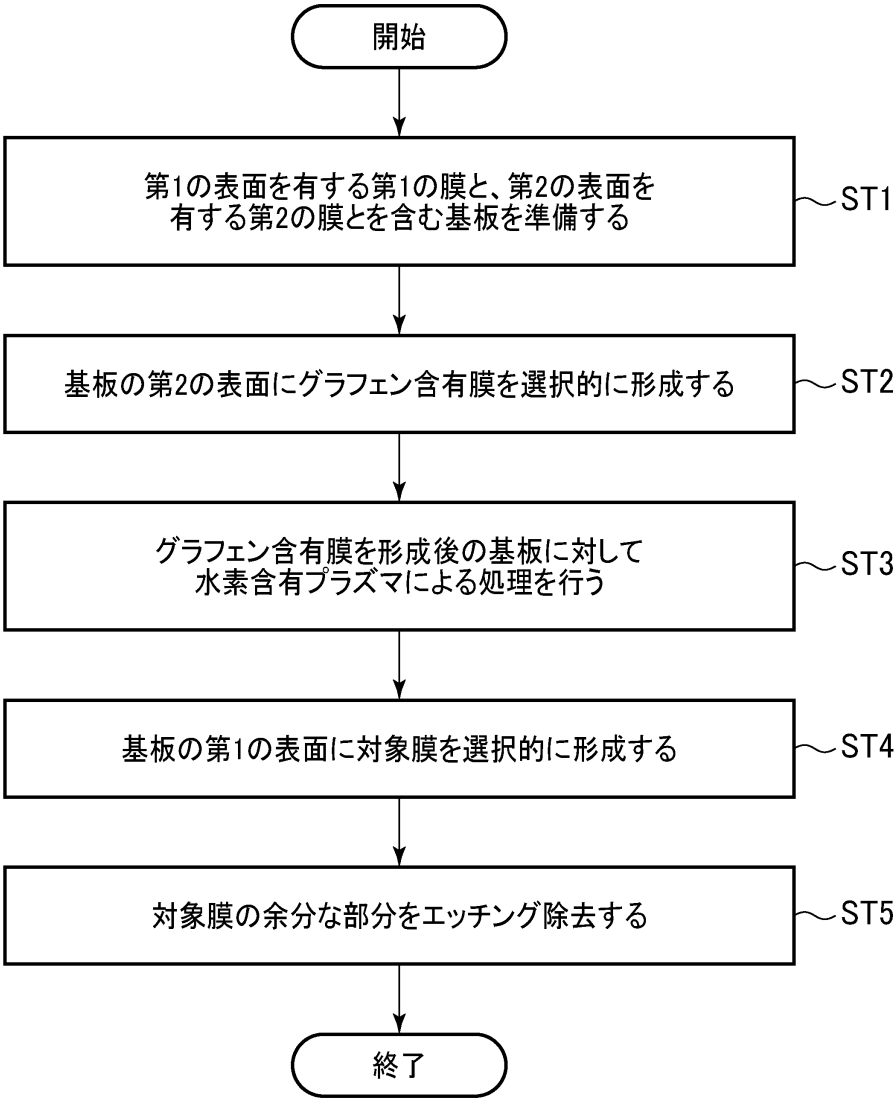 開始
第1の表面を有する第1の膜と、第2の表面を
有する第2の膜とを含む基板を準備する
ST1
基板の第2の表面にグラフェン含有膜を選択的に形成する
ST2
グラフェン含有膜を形成後の基板に対して
水素含有プラズマによる処理を行う
ST3
基板の第1の表面に対象膜を選択的に形成する
ST4
対象膜の余分な部分をエッチング除去する
ST5
終了